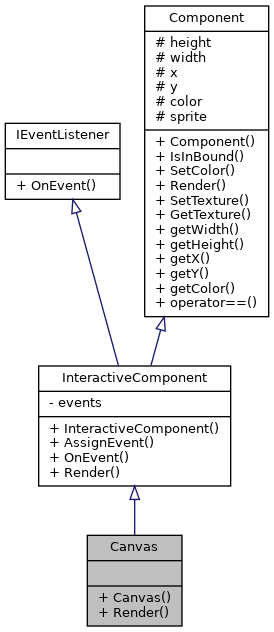 Component
# height
# width
# x
# y
# color
# sprite
+ Component()
+ IsInBound()
+ SetColor()
+ Render()
+ SetTexture()
+ GetTexture()
+ getWidth()
+ getHeight()
+ getX()
+ getY()
+ getColor()
+ operator==()
IEventListener
+ OnEvent()
InteractiveComponent
- events
+ InteractiveComponent()
+ AssignEvent()
+ OnEvent()
+ Render()
Canvas
+ Canvas()
+ Render()